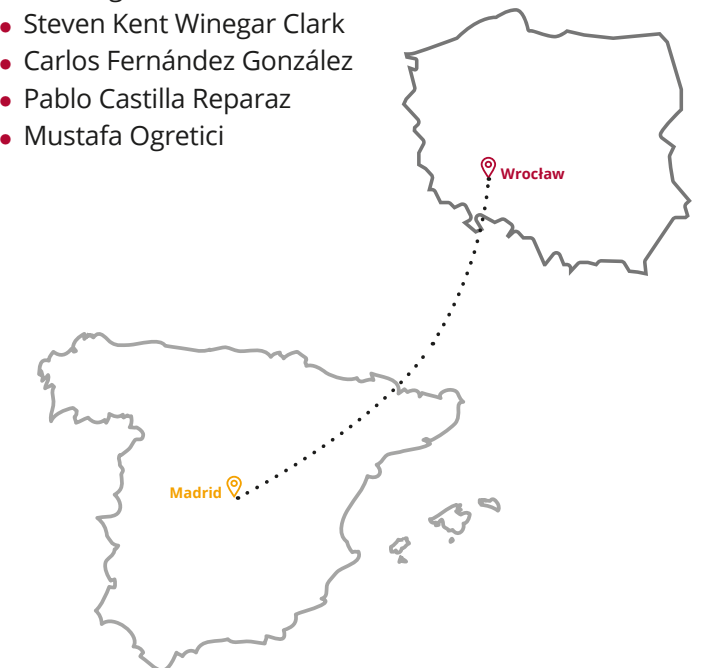 • Steven Kent Winegar Clark
• Carlos Fernández González
• Pablo Castilla Reparaz
• Mustafa Ogretici
Wrocław
Madrid